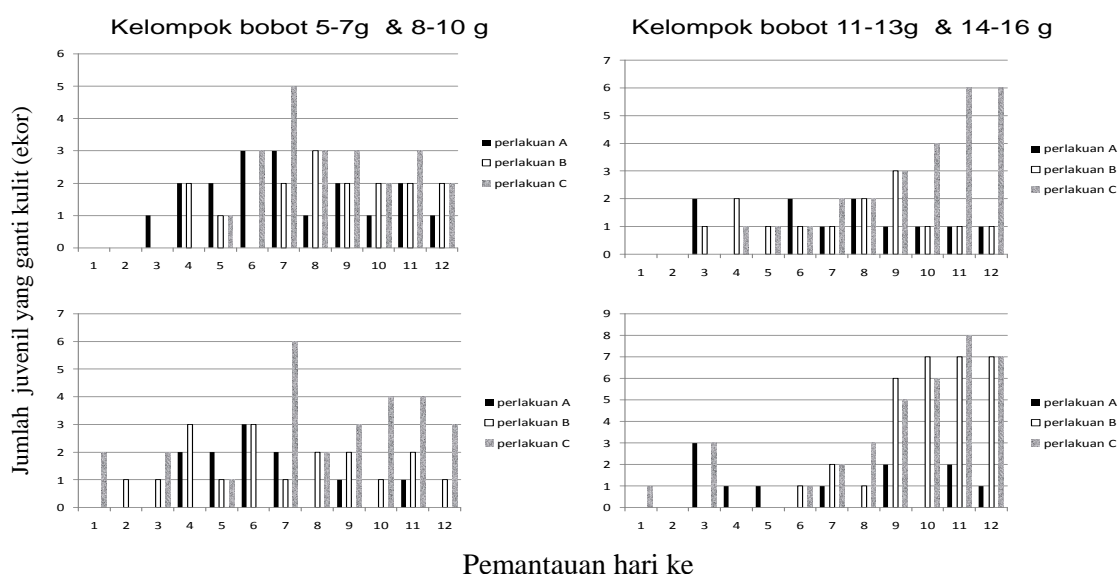 Kelompok bobot 5-7g & 8-10 g
Kelompok bobot 11-13g & 14-16 g
Jumlah juvenil yang ganti kulit (ekor)
6
5
4
3
2
1
0
1 2 3 4 5 6 7 8 9 10 11 12
perlakuan A
perlakuan B
perlakuan C
7
6
5
4
3
2
1
0
1 2 3 4 5 6 7 8 9 10 11 12
perlakuan A
perlakuan B
perlakuan C
7
6
5
4
3
2
1
0
1 2 3 4 5 6 7 8 9 10 11 12
perlakuan A
perlakuan B
perlakuan C
9
8
7
6
5
4
3
2
1
0
1 2 3 4 5 6 7 8 9 10 11 12
perlakuan A
perlakuan B
perlakuan C
Pemantauan hari ke